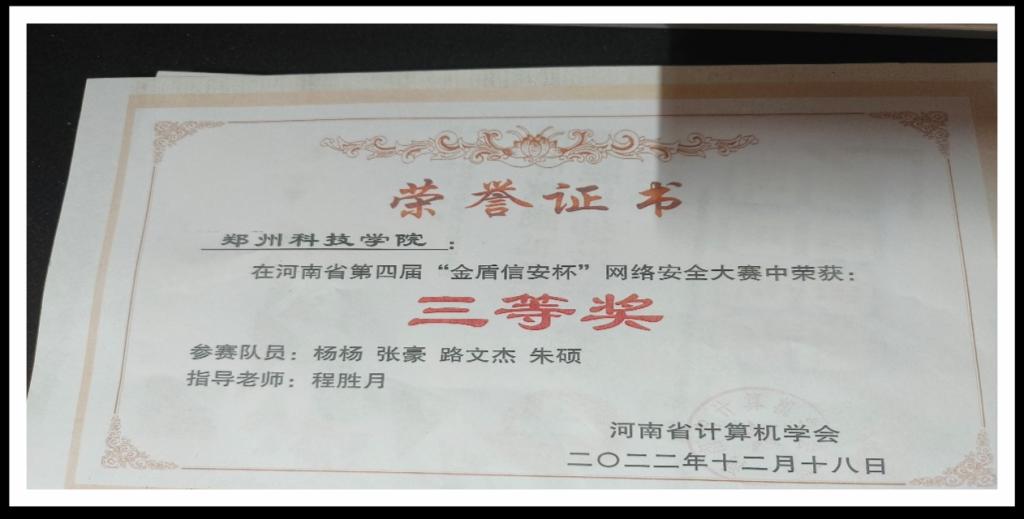 荣誉证书
郑州科技学院：
在河南省第四届“金盾信安杯”网络安全大赛中荣获：
三等奖
参赛队员：杨杨 张豪 路文杰 朱硕
指导老师：程胜月
河南省计算机学会
二〇二二年十二月十八日